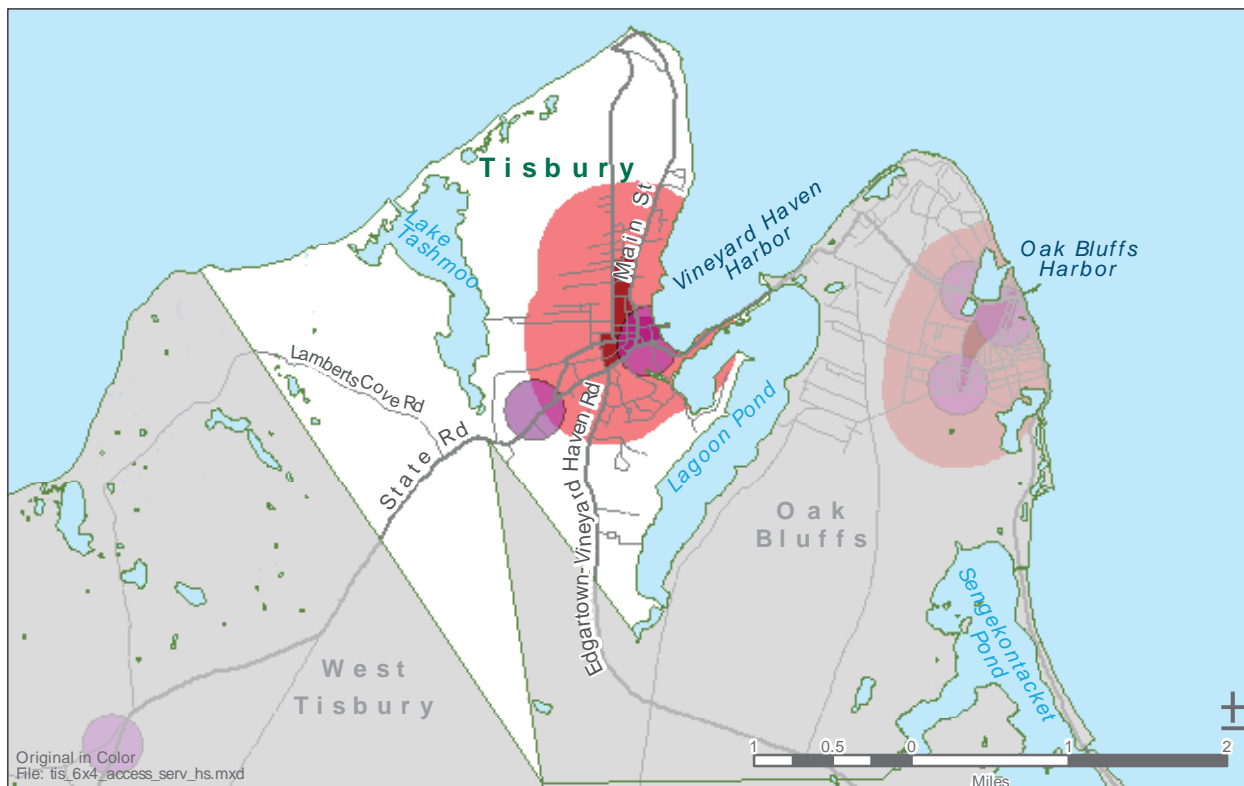 Tisbury
Main St
Lake
Tashmoo
Vineyard Haven
Harbor
Oak Bluffs
Harbor
Lamberts Cove Rd
State Rd
Edgartown-Vineyard Haven Rd
Lagoon Pond
Oak
Bluffs
Sengekontacket
Pond
West
Tisbury
Original in Color
File: tis_6x4_access_serv_hs.mxd
1 0.5 0 1 2
Miles